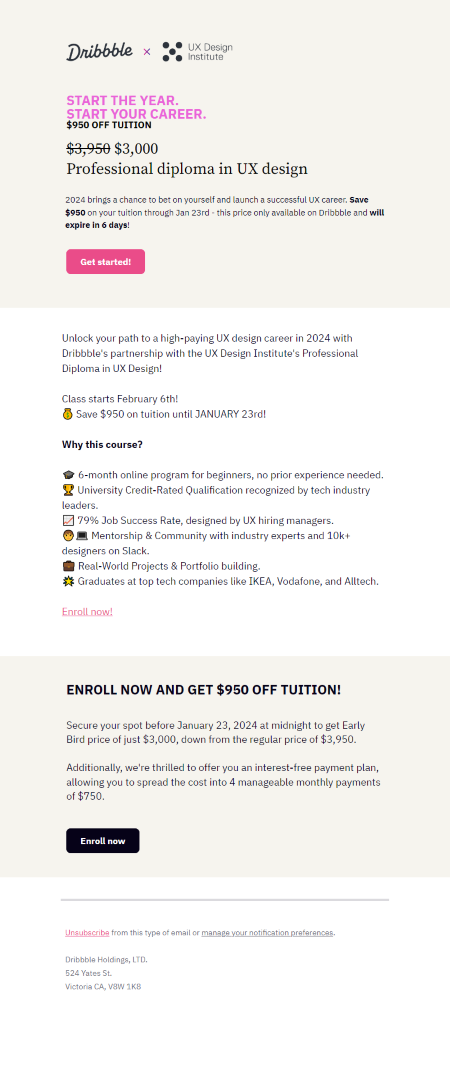 Dribbble × UX Design
Institute
START THE YEAR.
START YOUR CAREER.
$950 OFF TUITION
$3,950 $3,000
Professional diploma in UX design
2024 brings a chance to bet on yourself and launch a successful UX career. Save
$950 on your tuition through Jan 23rd - this price only available on Dribbble and will
expire in 6 days!
Get started!
Unlock your path to a high-paying UX design career in 2024 with
Dribbble's partnership with the UX Design Institute's Professional
Diploma in UX Design!
Class starts February 6th!
💰 Save $950 on tuition until JANUARY 23rd!
Why this course?
🎓 6-month online program for beginners, no prior experience needed.
🏆 University Credit-Rated Qualification recognized by tech industry
leaders.
📈 79% Job Success Rate, designed by UX hiring managers.
🧑‍💻 Mentorship & Community with industry experts and 10k+
designers on Slack.
💼 Real-World Projects & Portfolio building.
🌟 Graduates at top tech companies like IKEA, Vodafone, and Alltech.
Enroll now!
ENROLL NOW AND GET $950 OFF TUITION!
Secure your spot before January 23, 2024 at midnight to get Early
Bird price of just $3,000, down from the regular price of $3,950.
Additionally, we're thrilled to offer you an interest-free payment plan,
allowing you to spread the cost into 4 manageable monthly payments
of $750.
Enroll now
Unsubscribe from this type of email or manage your notification preferences.
Dribbble Holdings, LTD.
524 Yates St.
Victoria CA, V8W 1K8